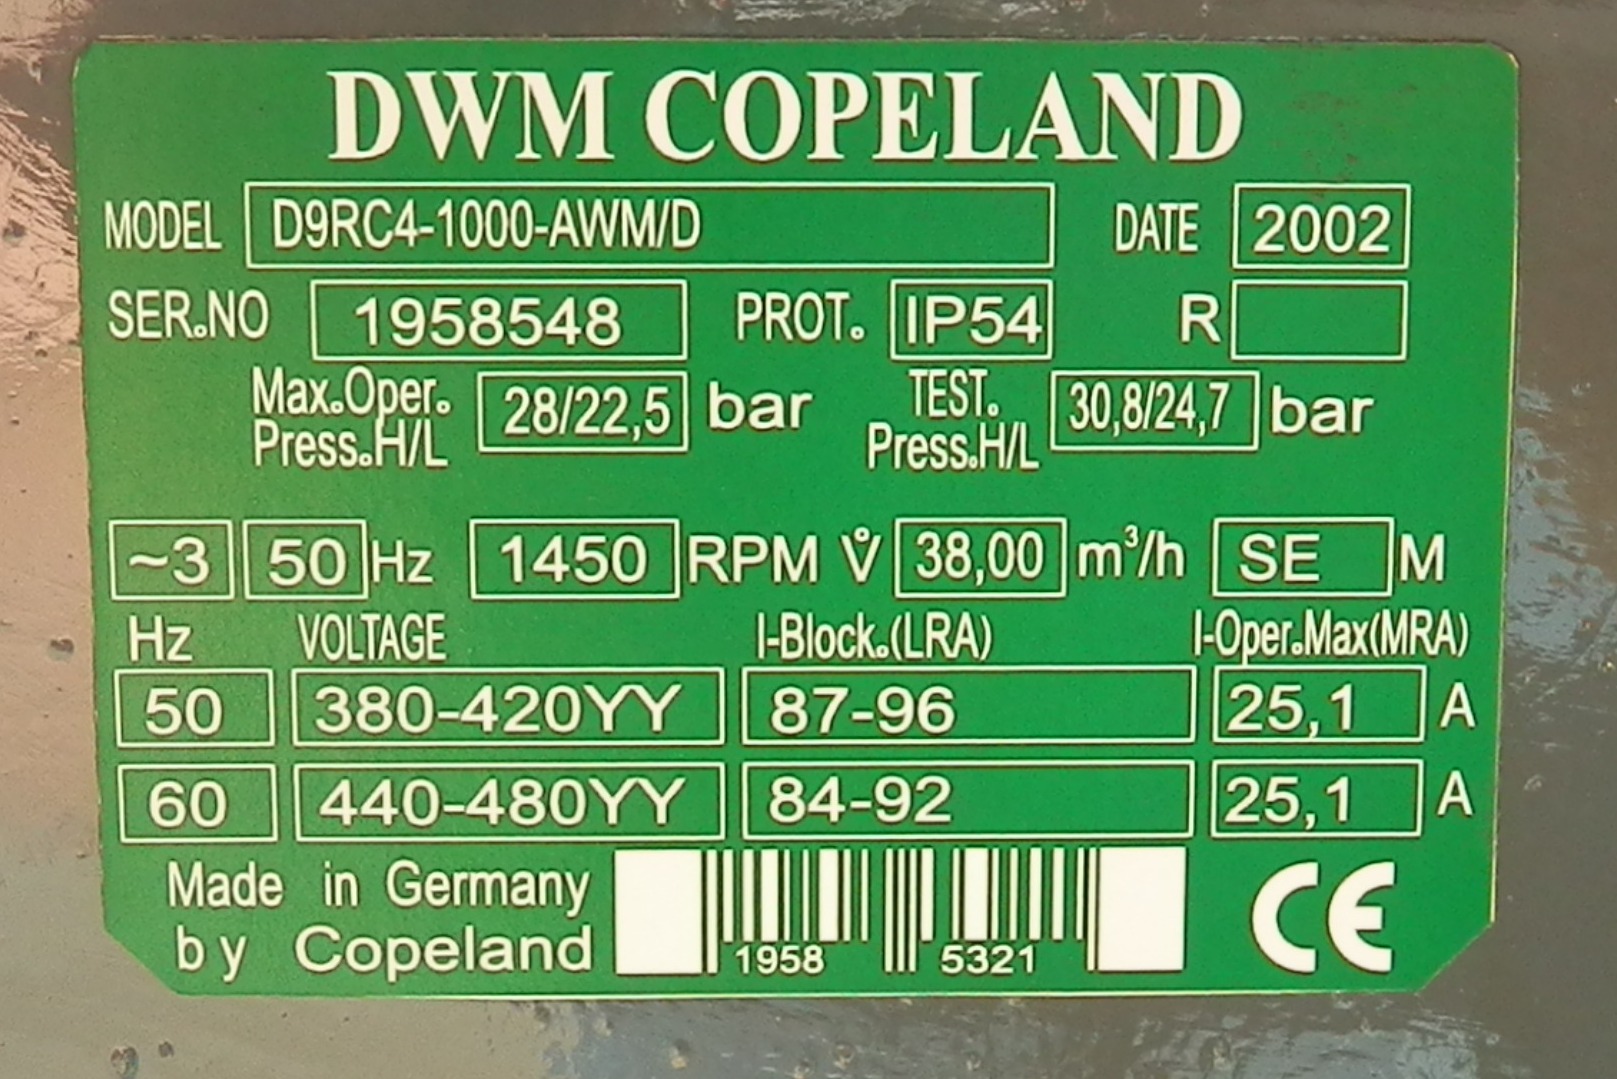 DWM COPELAND
MODEL D9RC4-1000-AWM/D DATE 2002
SER.NO 1958548 PROT. IP54 R
Max.Oper. Press.H/L 28/22,5 bar TEST. Press.H/L 30,8/24,7 bar
~3 50 Hz 1450 RPM V̊ 38,00 m³/h SE M
Hz VOLTAGE I-Block.(LRA) I-Oper.Max(MRA)
50 380-420YY 87-96 25,1 A
60 440-480YY 84-92 25,1 A
Made in Germany
by Copeland
1958 5321
CE